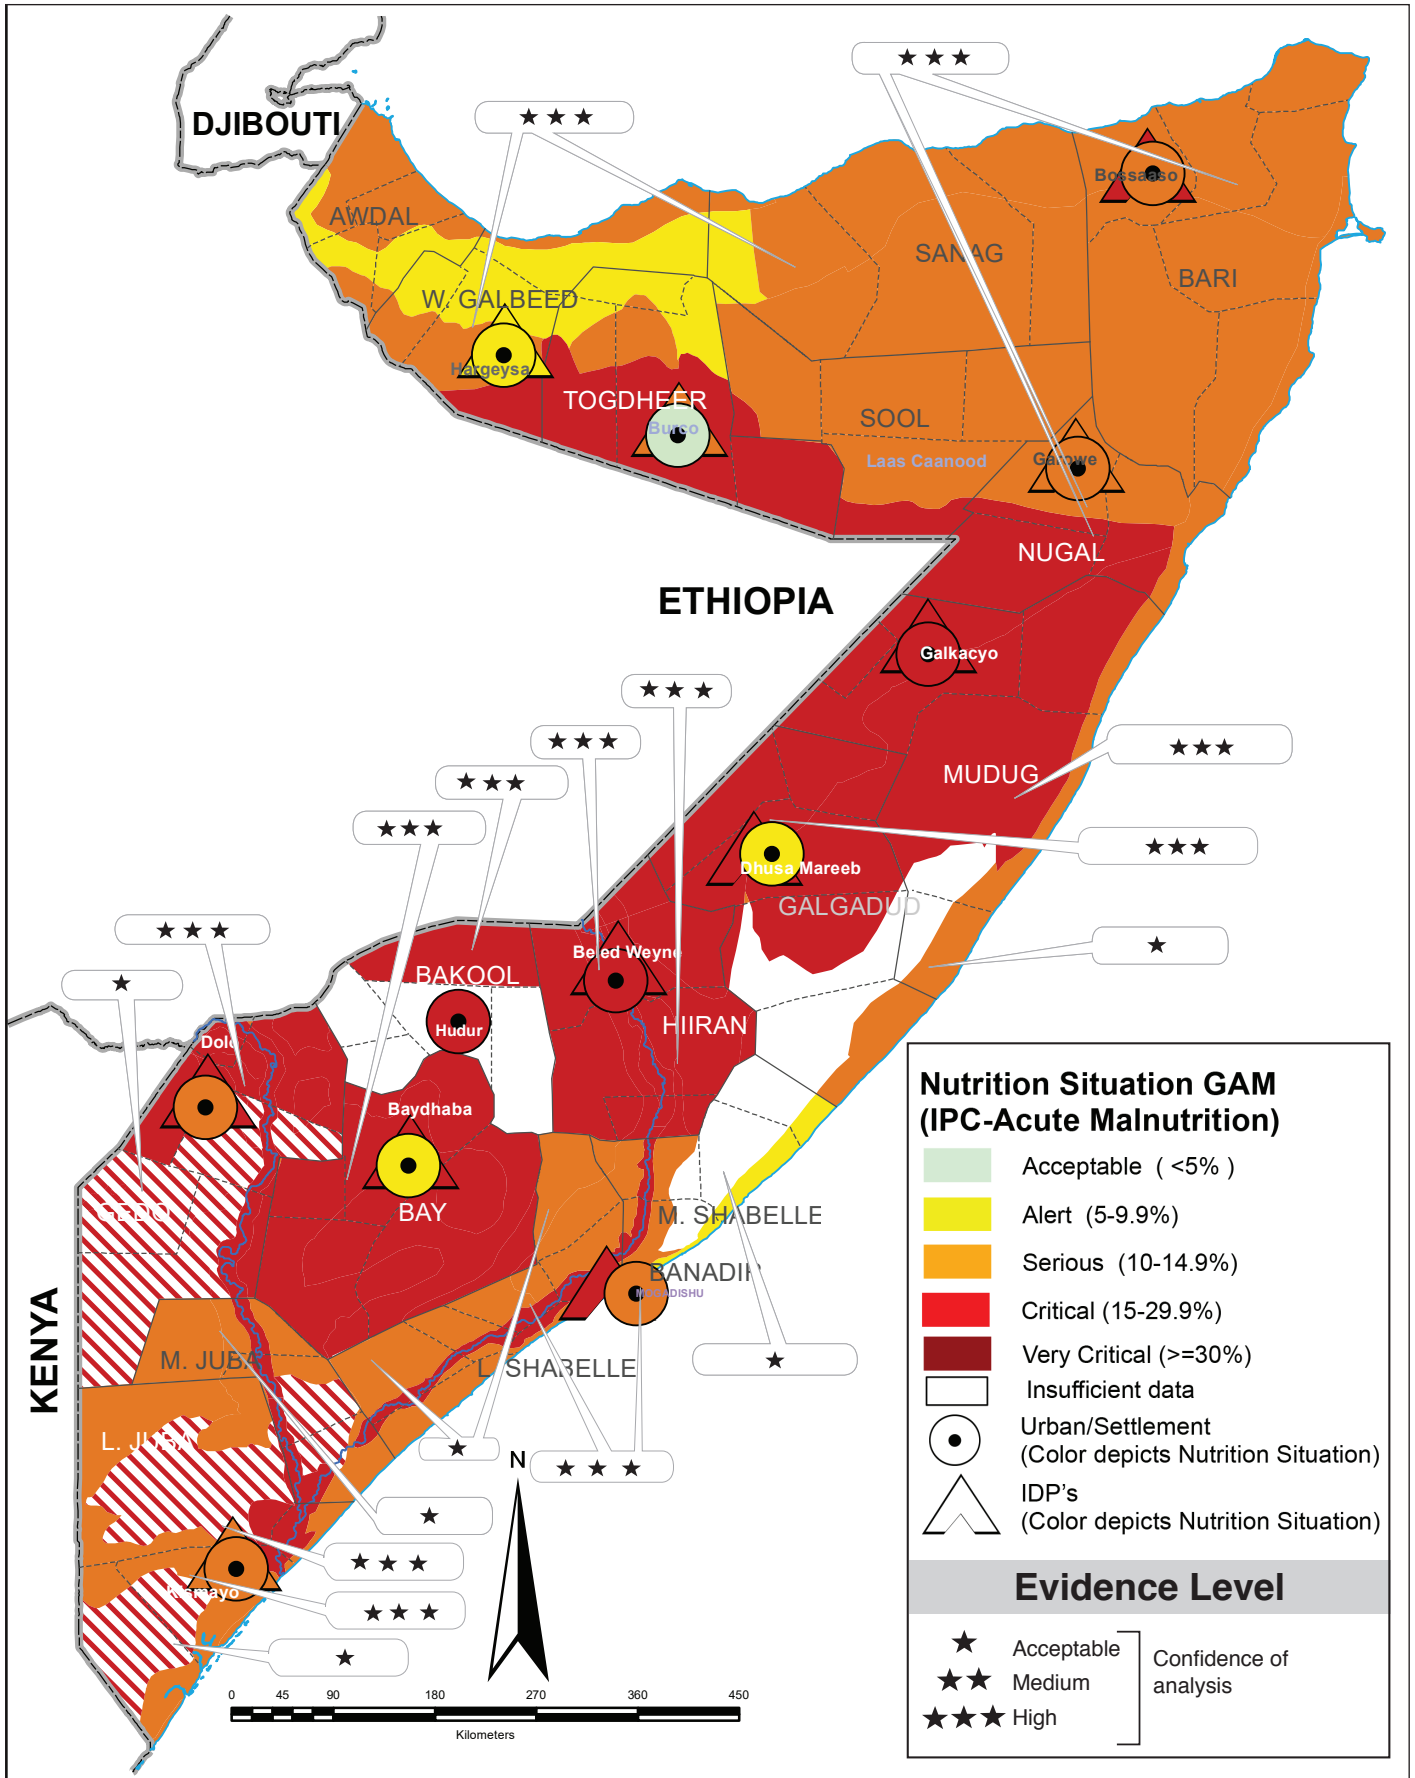 DJIBOUTI
AWDAL
SANAG
Bossaaso
BARI
W. GALBEED
Hargeysa
TOGDHEER
Burco
SOOL
Laas Caanood
Garowe
NUGAL
ETHIOPIA
Galkacyo
MUDUG
Dhusa Mareeb
GALGADUD
Beled Weyne
BAKOOL
Hudur
HIIRAN
Dolo
Baydhaba
BAY
GEDO
M. SHABELLE
BANADIR
MOGADISHU
KENYA
M. JUBA
L. SHABELLE
L. JUBA
Kismayo
N
0 45 90 180 270 360 450
Kilometers
Nutrition Situation GAM
(IPC-Acute Malnutrition)
Acceptable ( <5% )
Alert (5-9.9%)
Serious (10-14.9%)
Critical (15-29.9%)
Very Critical (>=30%)
Insufficient data
Urban/Settlement
(Color depicts Nutrition Situation)
IDP's
(Color depicts Nutrition Situation)
Evidence Level
Acceptable
Medium
High
Confidence of
analysis